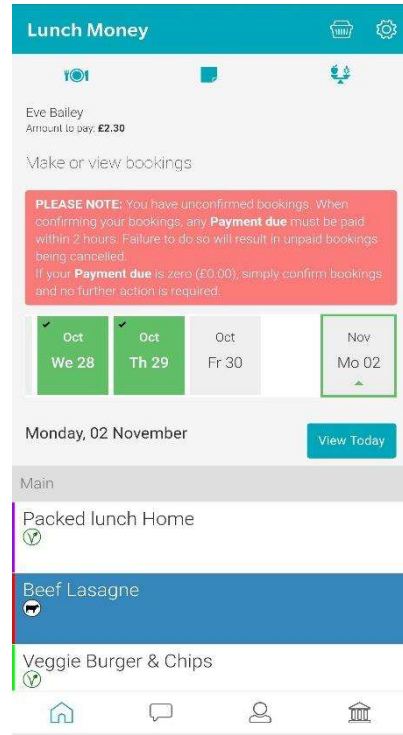 Lunch Money
Eve Bailey
Amount to pay: £2.30
Make or view bookings
PLEASE NOTE: You have unconfirmed bookings. When
confirming your bookings, any Payment due must be paid
within 2 hours. Failure to do so will result in unpaid bookings
being cancelled.
If your Payment due is zero (£0.00), simply confirm bookings
and no further action is required.
Oct Oct Oct Nov
We 28 Th 29 Fr 30 Mo 02
Monday, 02 November
View Today
Main
Packed lunch Home
Beef Lasagne
Veggie Burger & Chips